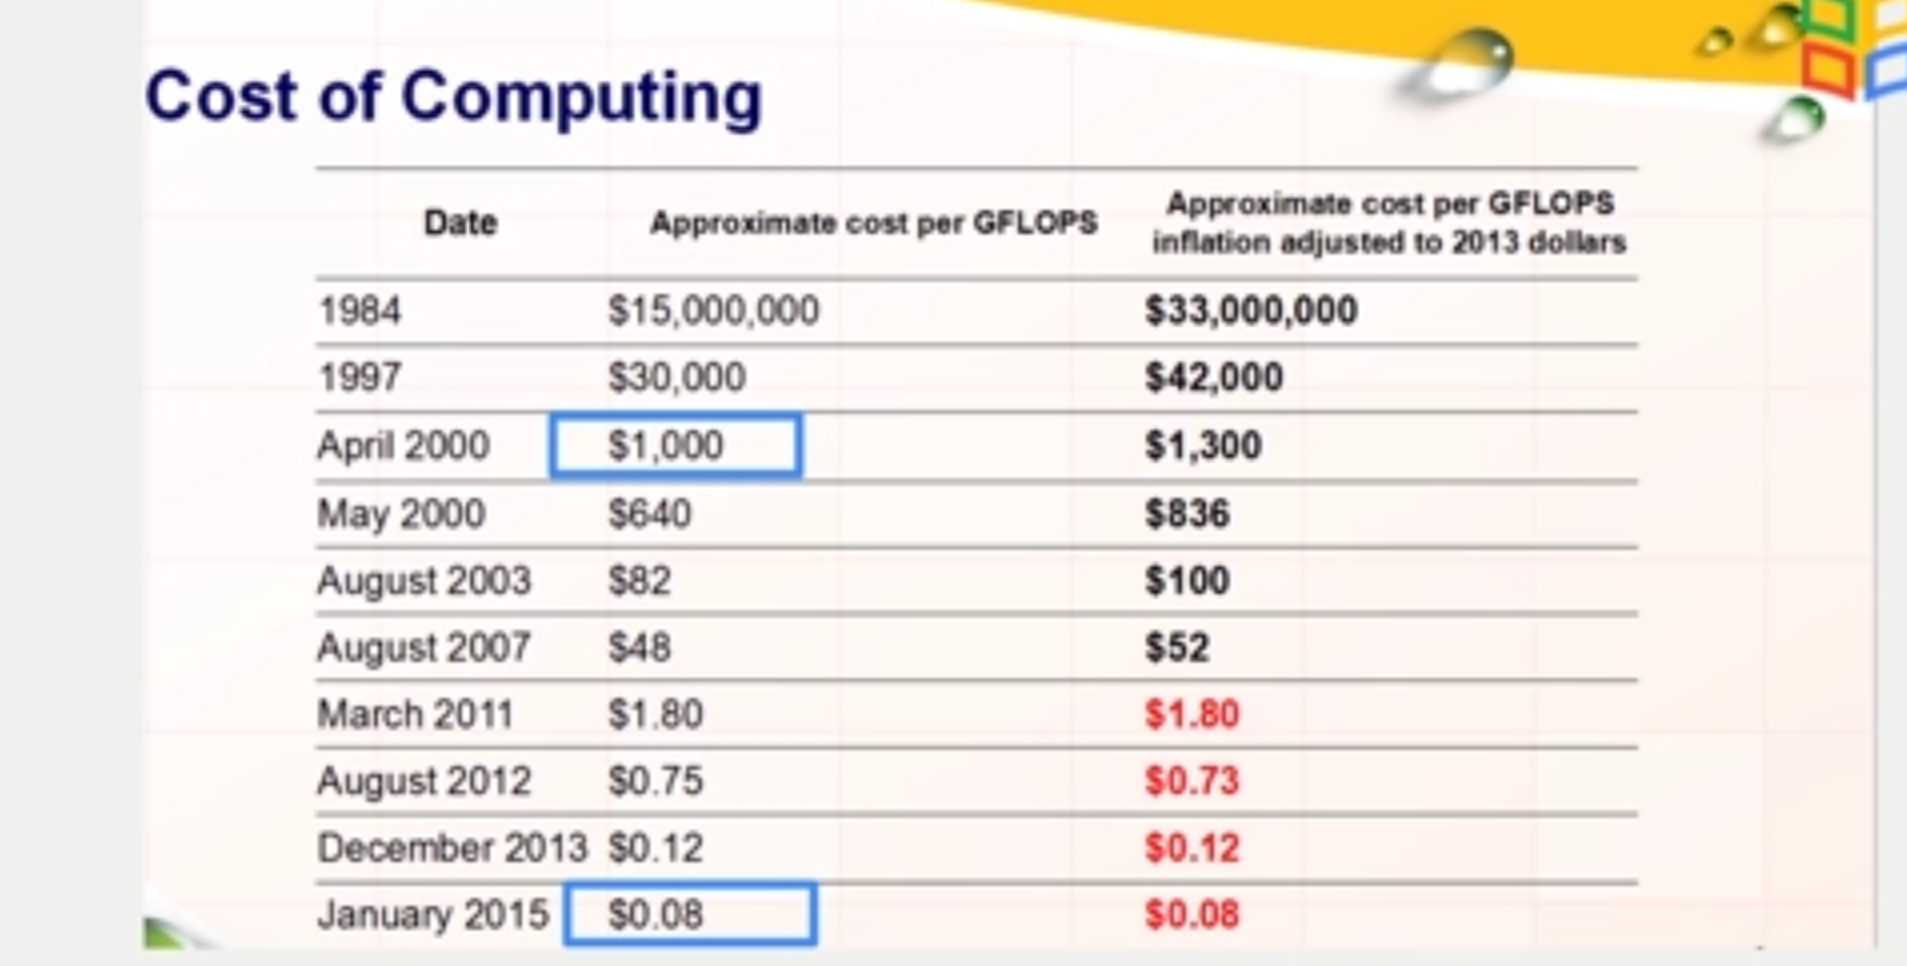 Cost of Computing
Date Approximate cost per GFLOPS Approximate cost per GFLOPS
inflation adjusted to 2013 dollars
1984 $15,000,000 $33,000,000
1997 $30,000 $42,000
April 2000 $1,000 $1,300
May 2000 $640 $836
August 2003 $82 $100
August 2007 $48 $52
March 2011 $1.80 $1.80
August 2012 $0.75 $0.73
December 2013 $0.12 $0.12
January 2015 $0.08 $0.08